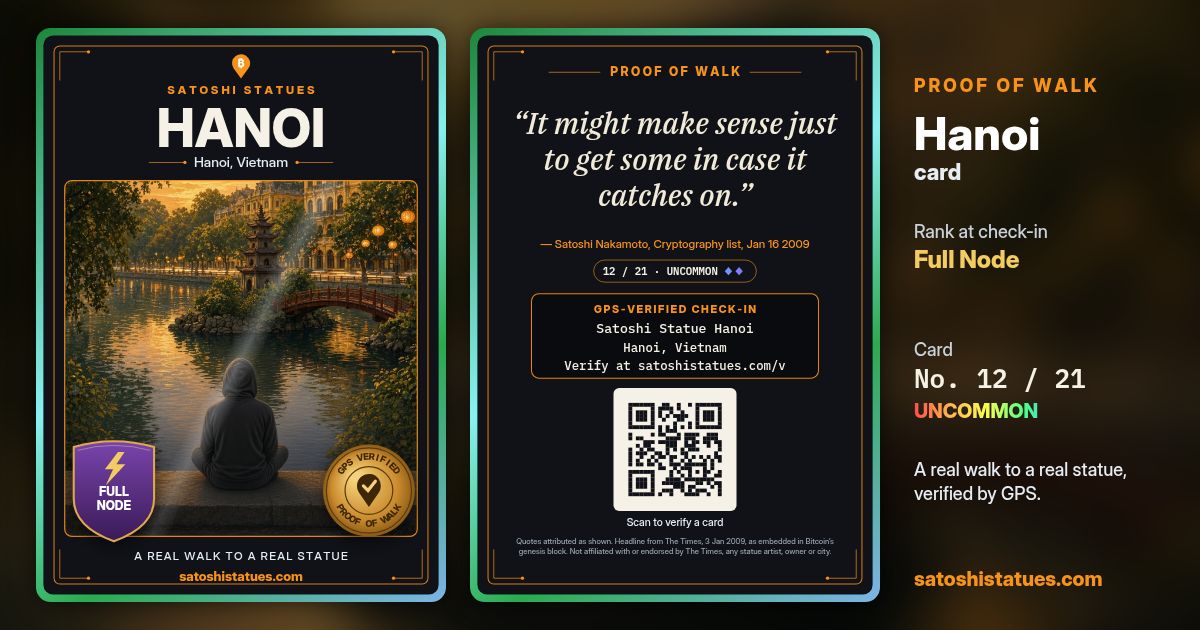 SATOSHI STATUES
HANOI
Hanoi, Vietnam
FULL
NODE
GPS VERIFIED
PROOF OF WALK
A REAL WALK TO A REAL STATUE
satoshistatues.com
PROOF OF WALK
“It might make sense just
to get some in case it
catches on.”
— Satoshi Nakamoto, Cryptography list, Jan 16 2009
12 / 21 · UNCOMMON
GPS-VERIFIED CHECK-IN
Satoshi Statue Hanoi
Hanoi, Vietnam
Verify at satoshistatues.com/v
Scan to verify a card
Quotes attributed as shown. Headline from The Times, 3 Jan 2009, as embedded in Bitcoin's
genesis block. Not affiliated with or endorsed by The Times, any statue artist, owner or city.
PROOF OF WALK
Hanoi
card
Rank at check-in
Full Node
Card
No. 12 / 21
UNCOMMON
A real walk to a real statue,
verified by GPS.
satoshistatues.com